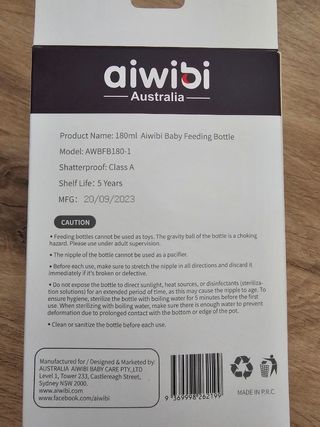 aiwibi
Australia
Product Name: 180ml Aiwibi Baby Feeding Bottle
Model: AWBFB180-1
Shatterproof: Class A
Shelf Life: 5 Years
MFG: 20/09/2023
CAUTION
• Feeding bottles cannot be used as toys. The gravity ball of the bottle is a choking
hazard. Please use under adult supervision.
• The nipple of the bottle cannot be used as a pacifier.
• Before each use, make sure to stretch the nipple in all directions and discard it
immediately if it's broken or defective.
• Do not expose the bottle to direct sunlight, heat sources, or disinfectants (steriliza-
tion solutions) for an extended period of time, as this may cause the nipple to age. To
ensure hygiene, sterilize the bottle with boiling water for 5 minutes before the first
use. When sterilizing with boiling water, make sure there is enough water to prevent
deformation due to prolonged contact with the bottom or edge of the pot.
• Clean or sanitize the bottle before each use.
Manufactured for / Designed & Marketed by:
AUSTRALIA AIWIBI BABY CARE PTY,.LTD
Level 1, Tower 233, Castlereagh Street,
Sydney NSW 2000.
www.aiwibi.com
www.facebook.com/aiwibi
9 369998 262199
MADE IN P.R.C.